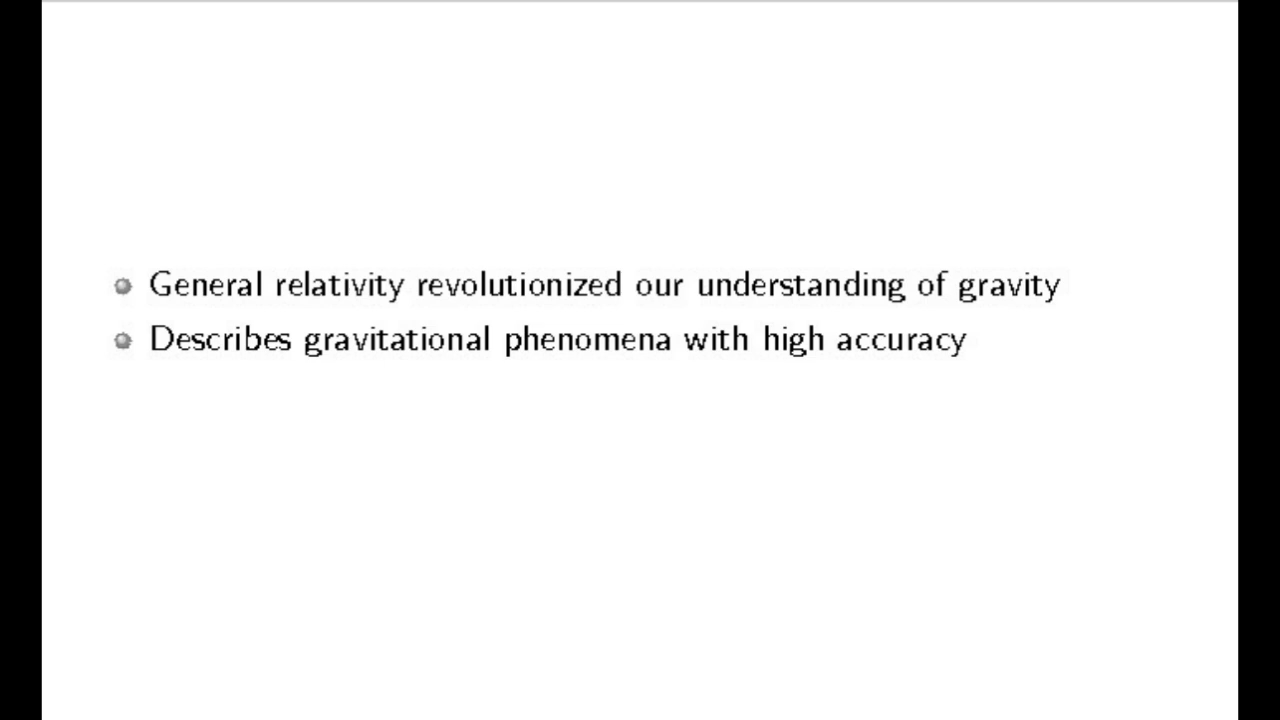 General relativity revolutionized our understanding of gravity
Describes gravitational phenomena with high accuracy